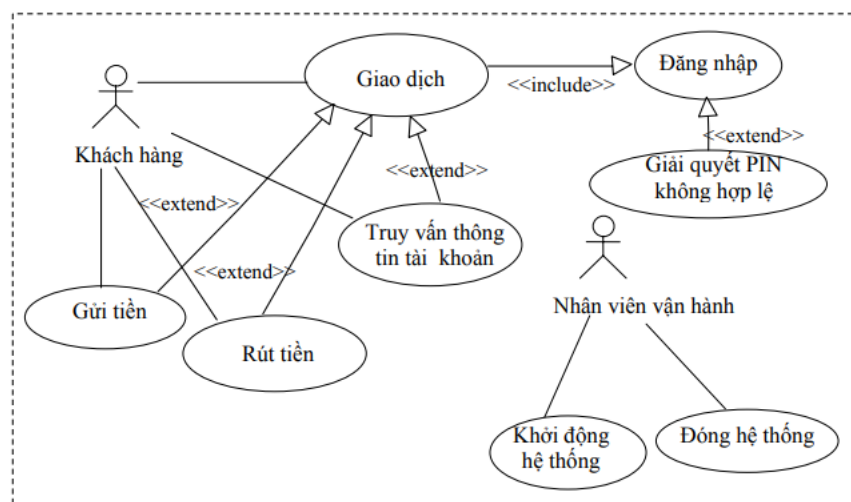 Giao dịch
Đăng nhập
<<include>>
<<extend>>
Khách hàng
Giải quyết PIN
không hợp lệ
<<extend>>
<<extend>>
Truy vấn thông
tin tài khoản
<<extend>>
Gửi tiền
Nhân viên vận hành
Rút tiền
Khởi động
hệ thống
Đóng hệ thống